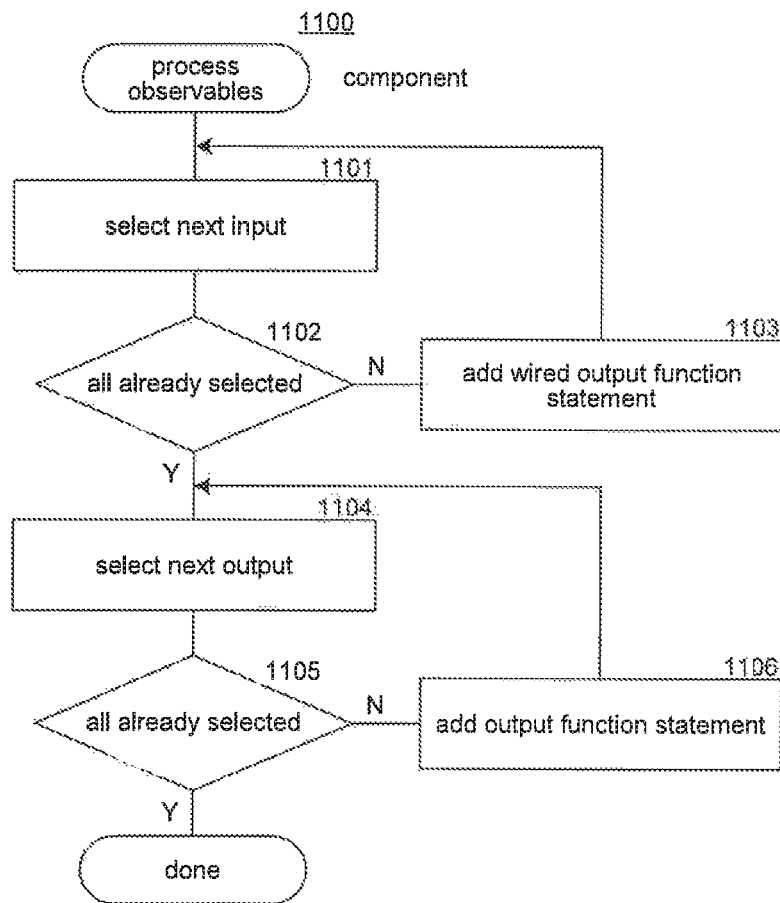 1100
process
observables
component
1101
select next input
1102
all already selected
N
1103
add wired output function
statement
Y
1104
select next output
1105
all already selected
N
1106
add output function statement
Y
done